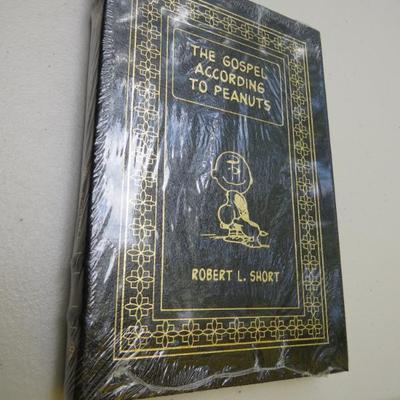 THE GOSPEL
ACCORDING
TO PEANUTS
ROBERT L. SHORT